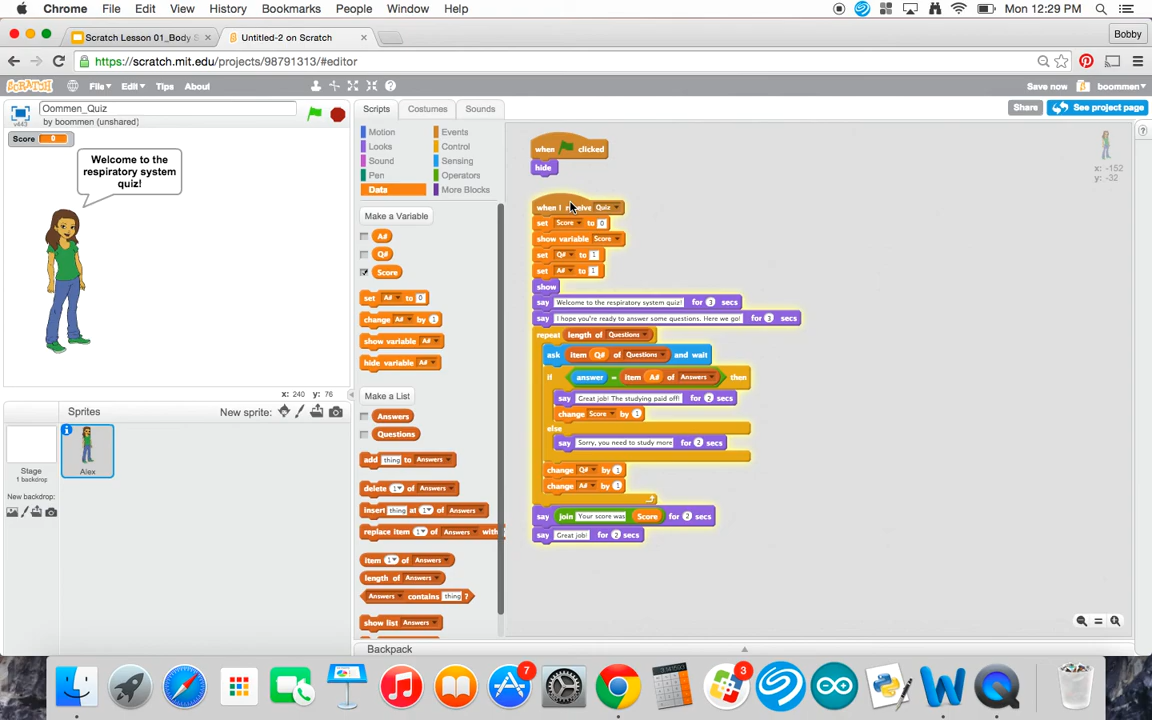 Chrome File Edit View History Bookmarks People Window Help Mon 12:29 PM
Scratch Lesson 01_Body S × Untitled-2 on Scratch × Bobby
https://scratch.mit.edu/projects/98791313/#editor
SCRATCH File Edit Tips About Save now boommen
Oommen_Quiz
by boommen (unshared)
v443
Scripts Costumes Sounds
Share See project page
Score 0
Welcome to the
respiratory system
quiz!
x: 240 y: 76
Sprites New sprite:
Stage
1 backdrop
New backdrop:
Alex
Motion Events
Looks Control
Sound Sensing
Pen Operators
Data More Blocks
Make a Variable
A#
Q#
Score
set A# to 0
change A# by 1
show variable A#
hide variable A#
Make a List
Answers
Questions
add thing to Answers
delete 1 of Answers
insert thing at 1 of Answers
replace item 1 of Answers with
item 1 of Answers
length of Answers
Answers contains thing ?
show list Answers
when clicked
hide
when I receive Quiz
set Score to 0
show variable Score
set Q# to 1
set A# to 1
show
say Welcome to the respiratory system quiz! for 3 secs
say I hope you're ready to answer some questions. Here we go! for 3 secs
repeat length of Questions
ask item Q# of Questions and wait
if answer = item A# of Answers then
say Great job! The studying paid off! for 2 secs
change Score by 1
else
say Sorry, you need to study more for 2 secs
change Q# by 1
change A# by 1
say join Your score was Score for 2 secs
say Great job! for 2 secs
x: -152
y: -32
?
Backpack
7
3